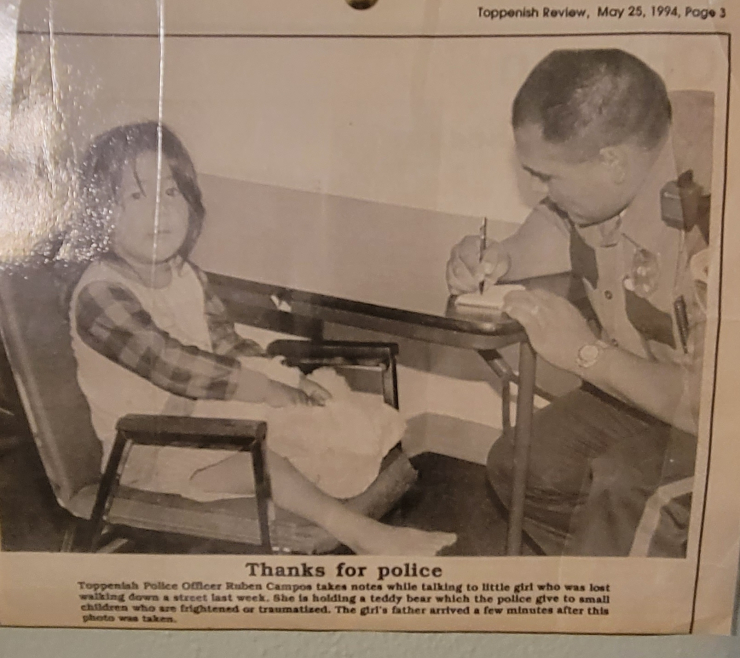 Toppenish Review, May 25, 1994, Page 3
Thanks for police
Toppenish Police Officer Ruben Campos takes notes while talking to little girl who was lost
walking down a street last week. She is holding a teddy bear which the police give to small
children who are frightened or traumatized. The girl's father arrived a few minutes after this
photo was taken.